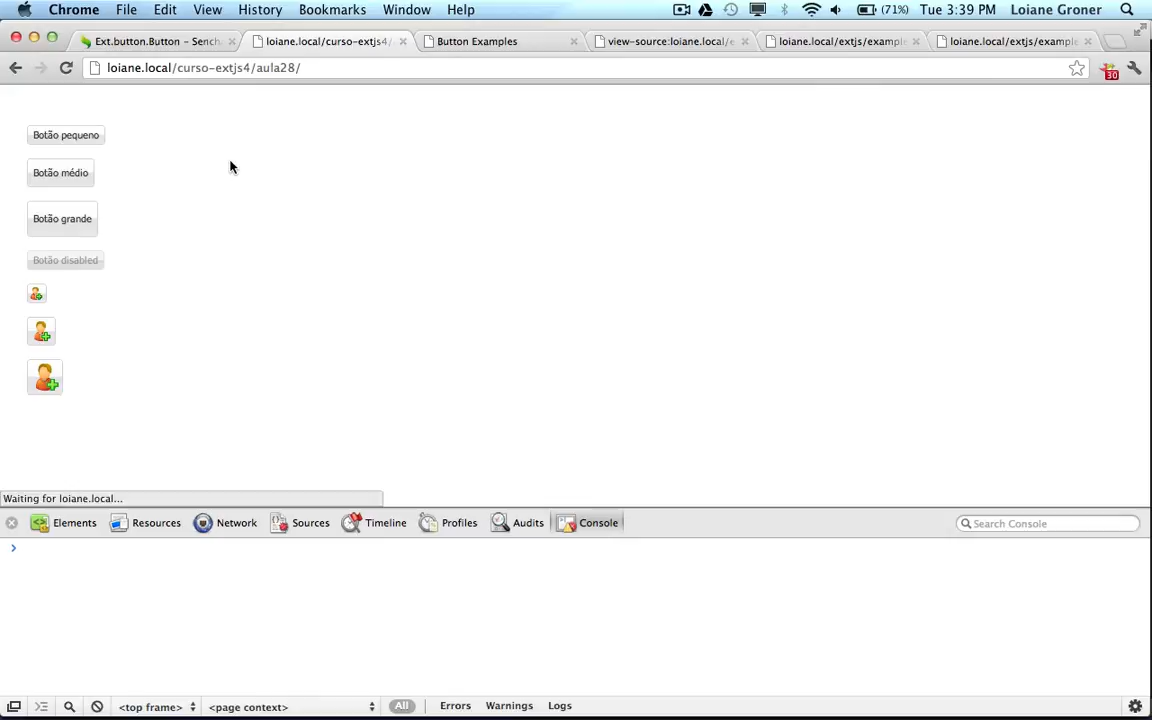 Chrome File Edit View History Bookmarks Window Help (71%) Tue 3:39 PM Loiane Groner
Ext.button.Button – Sench loiane.local/curso-extjs4/ Button Examples view-source:loiane.local/e loiane.local/extjs/example loiane.local/extjs/example
loiane.local/curso-extjs4/aula28/ 30
Botão pequeno
Botão médio
Botão grande
Botão disabled
Waiting for loiane.local...
Elements Resources Network Sources Timeline Profiles Audits Console Search Console
<top frame> <page context> All Errors Warnings Logs